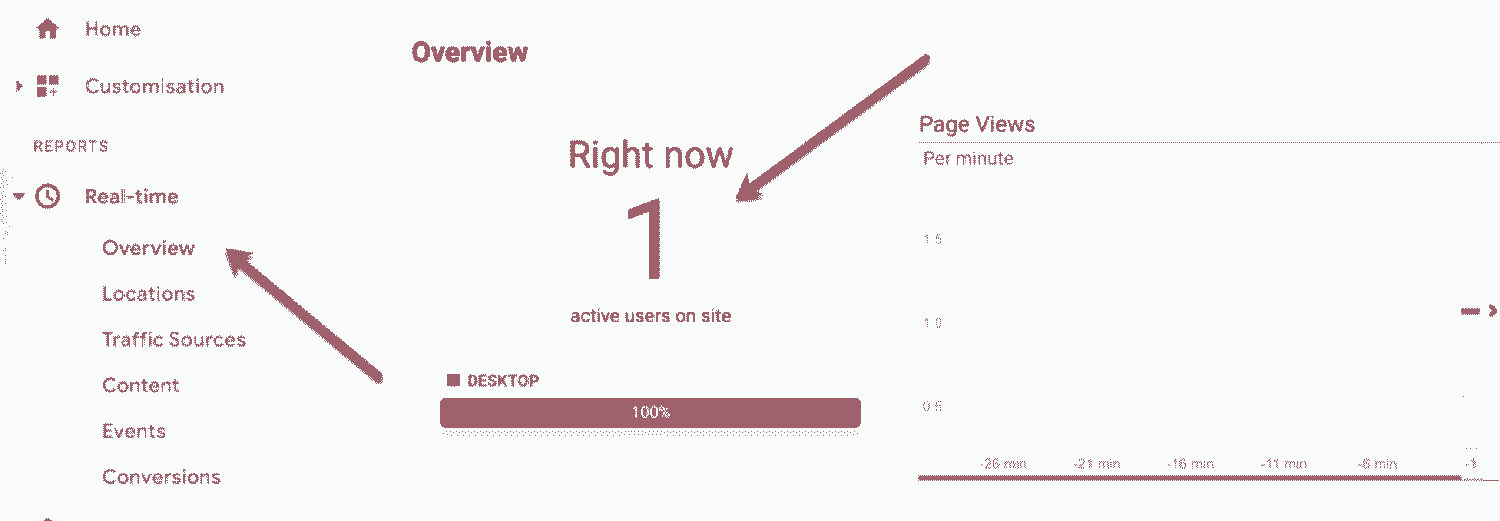 Home
Customisation
REPORTS
Real-time
Overview
Locations
Traffic Sources
Content
Events
Conversions
Overview
Right now
1
active users on site
DESKTOP
100%
Page Views
Per minute
1.5
1.0
0.5
-26 min
-21 min
-16 min
-11 min
-6 min
-1